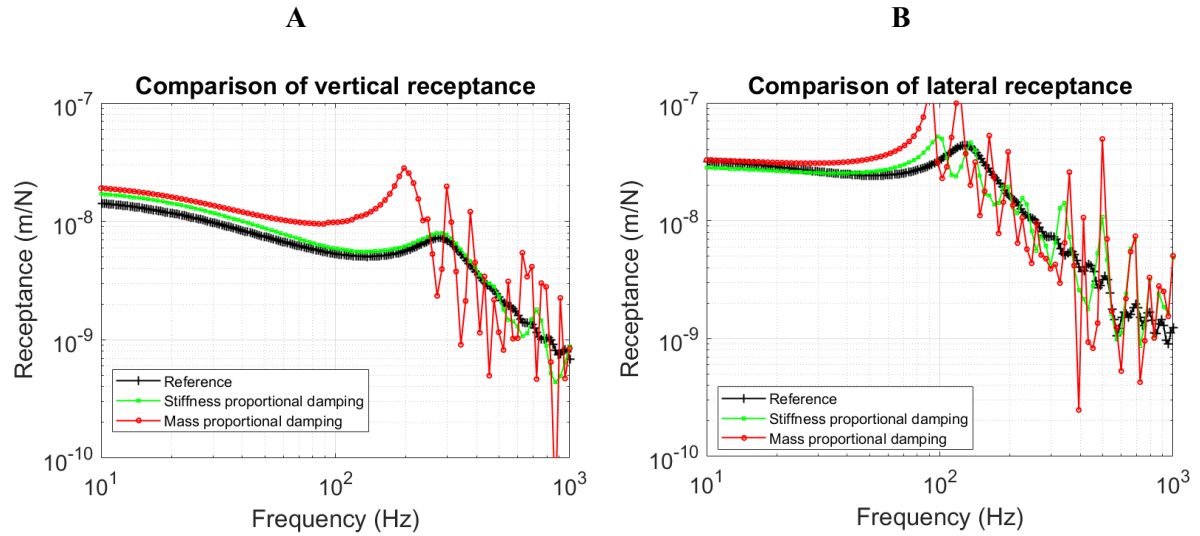 A
Comparison of vertical receptance
10^-7
10^-8
10^-9
10^-10
Receptance (m/N)
Reference
Stiffness proportional damping
Mass proportional damping
10^1
10^2
10^3
Frequency (Hz)
B
Comparison of lateral receptance
10^-7
10^-8
10^-9
10^-10
Receptance (m/N)
Reference
Stiffness proportional damping
Mass proportional damping
10^1
10^2
10^3
Frequency (Hz)